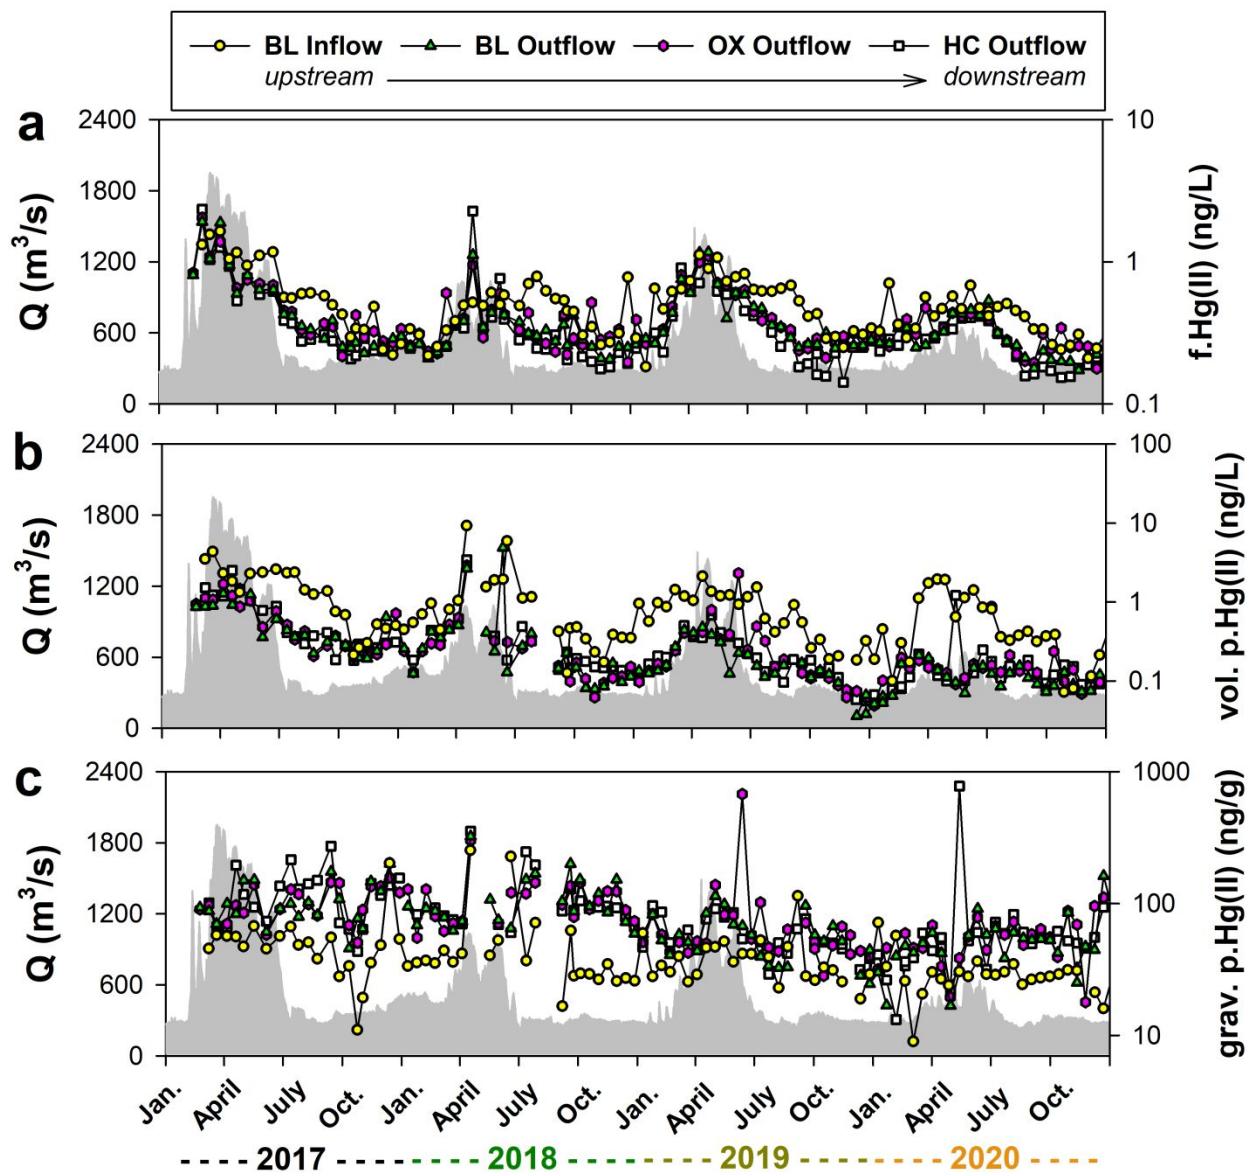 BL Inflow BL Outflow OX Outflow HC Outflow
upstream downstream
a
2400 10
1800
1200 1
600
0 0.1
Q (m³/s)
f.Hg(II) (ng/L)
b
2400 100
1800 10
1200 1
600 0.1
0
Q (m³/s)
vol. p.Hg(II) (ng/L)
c
2400 1000
1800
1200 100
600
0 10
Q (m³/s)
grav. p.Hg(II) (ng/g)
Jan. April July Oct. Jan. April July Oct. Jan. April July Oct. Jan. April July Oct.
2017 2018 2019 2020